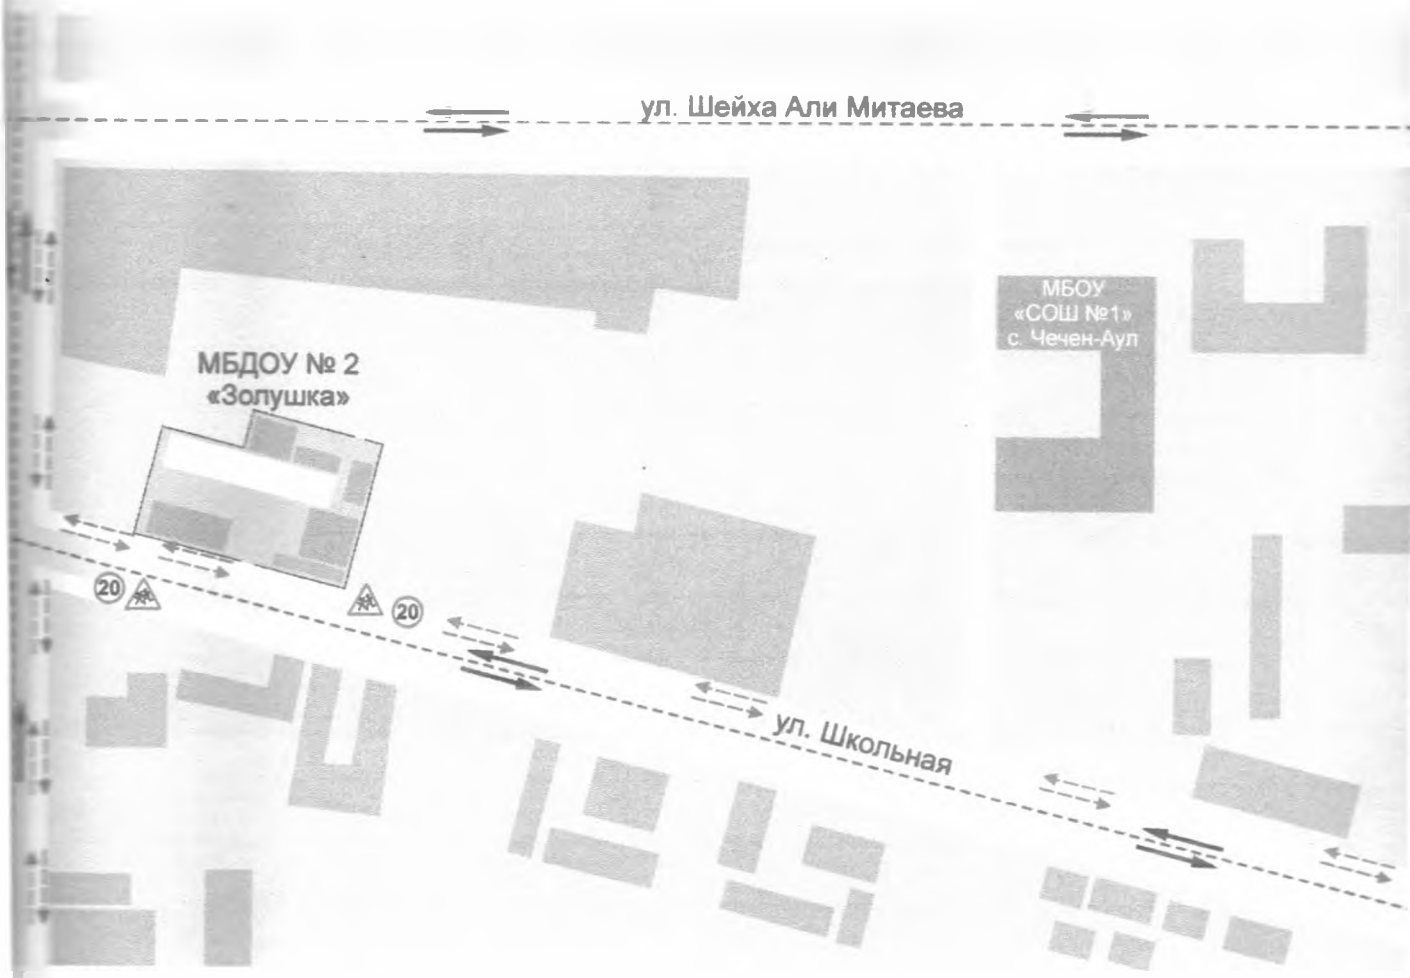 ул. Шейха Али Митаева
МБОУ
«СОШ №1»
с. Чечен-Аул
МБДОУ № 2
«Золушка»
20
20
ул. Школьная